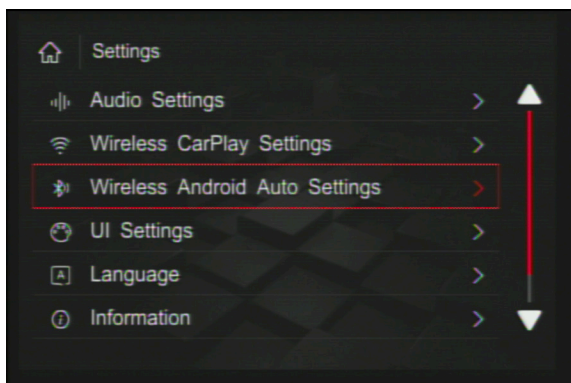 Settings
Audio Settings
Wireless CarPlay Settings
Wireless Android Auto Settings
UI Settings
A Language
Information